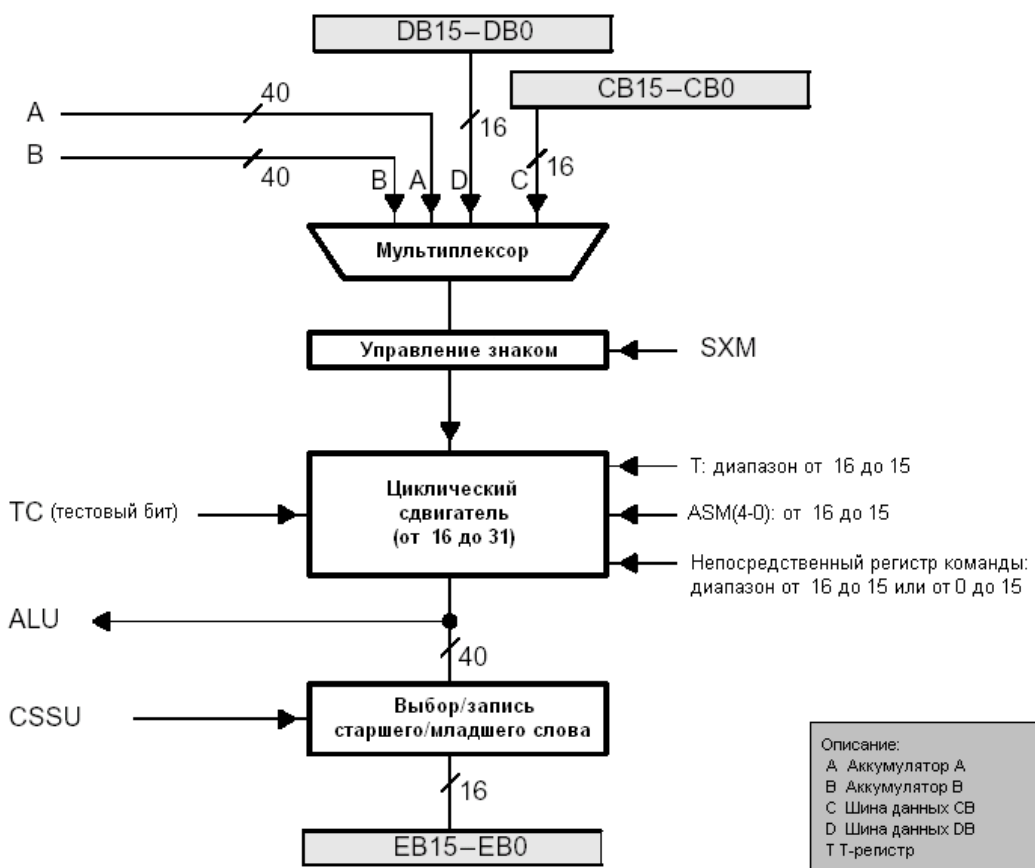 DB15–DB0
CB15–CB0
A
40
16
16
B
40
B
A
D
C
Мультиплексор
Управление знаком
SXM
T: диапазон от 16 до 15
Циклический
сдвигатель
(от 16 до 31)
TC (тестовый бит)
ASM(4-0): от 16 до 15
Непосредственный регистр команды:
диапазон от 16 до 15 или от 0 до 15
ALU
40
CSSU
Выбор/запись
старшего/младшего слова
16
EB15–EB0
Описание:
A Аккумулятор A
B Аккумулятор B
C Шина данных CB
D Шина данных DB
T T-регистр